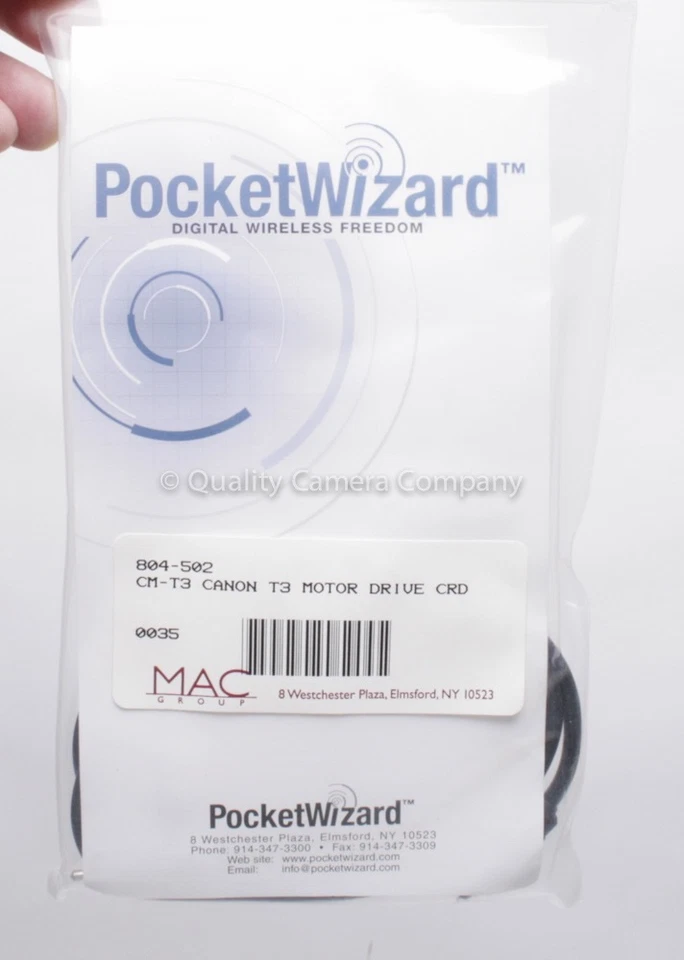 PocketWizard™
DIGITAL WIRELESS FREEDOM
© Quality Camera Company
804-502
CM-T3 CANON T3 MOTOR DRIVE CRD
0035
MAC
GROUP
8 Westchester Plaza, Elmsford, NY 10523
PocketWizard™
8 Westchester Plaza, Elmsford, NY 10523
Phone: 914-347-3300 • Fax: 914-347-3309
Web site: www.pocketwizard.com
Email: info@pocketwizard.com